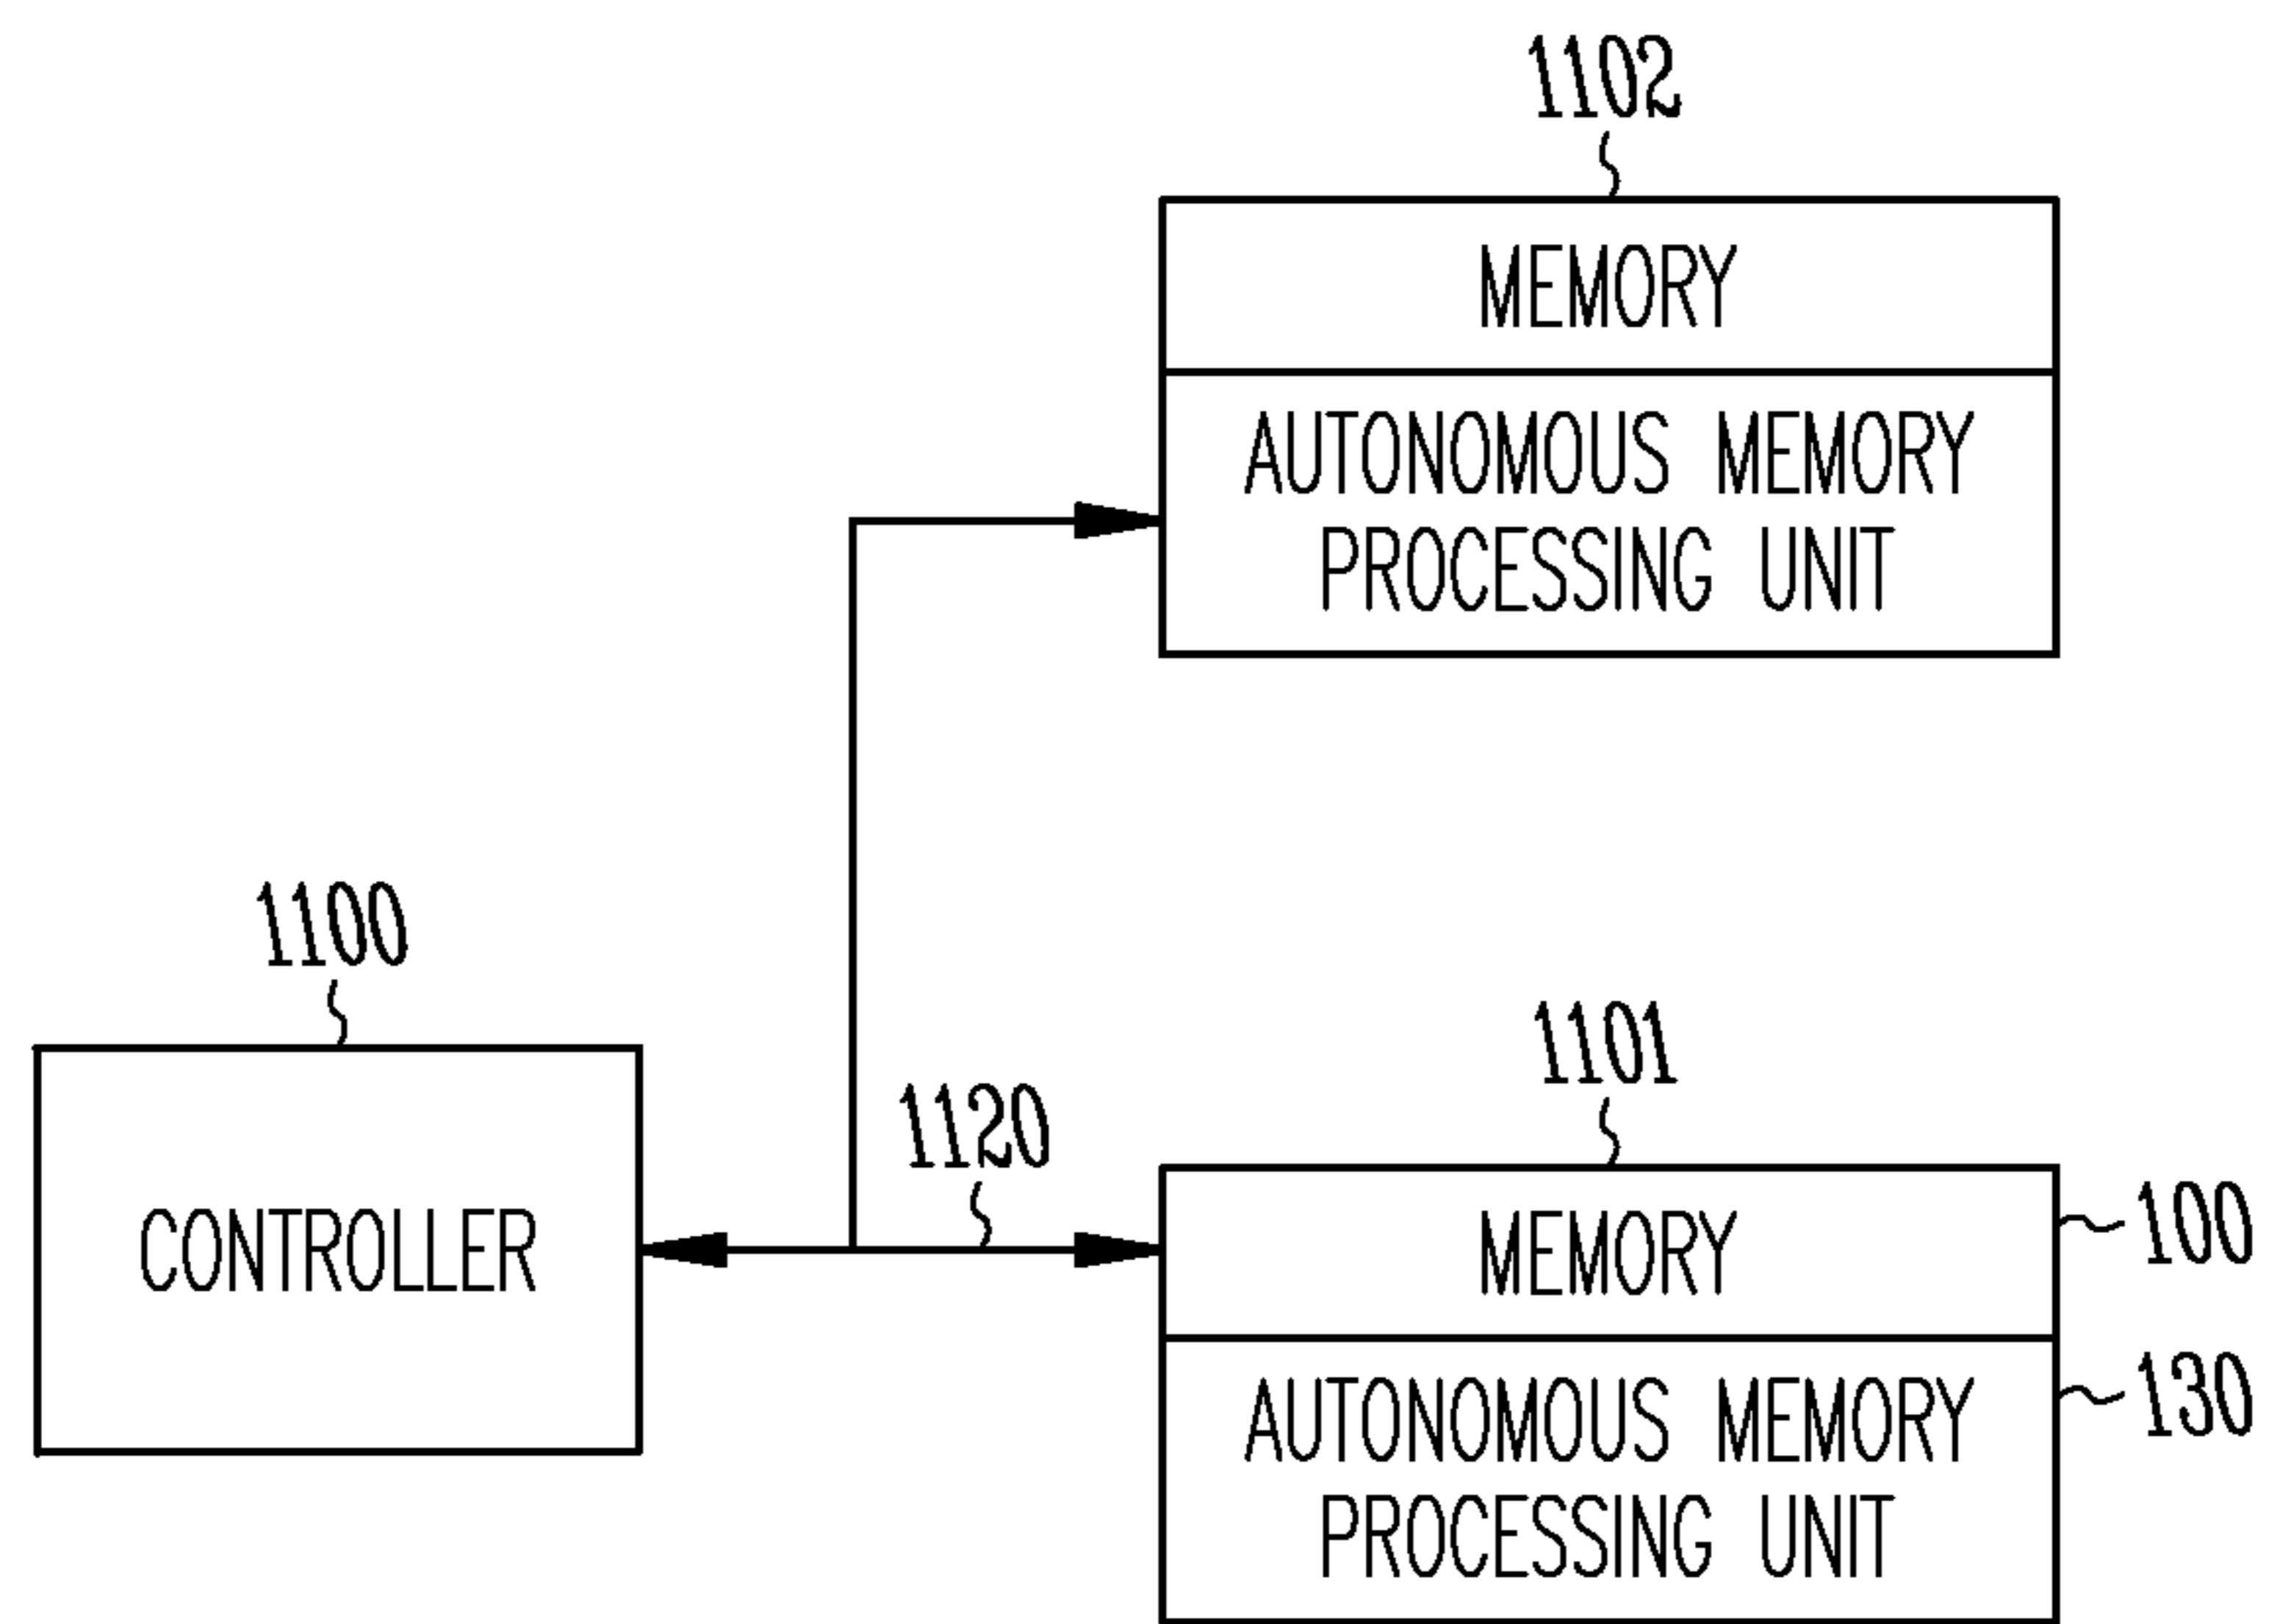 1102
MEMORY
AUTONOMOUS MEMORY
PROCESSING UNIT
1100
CONTROLLER
1120
1101
MEMORY
100
AUTONOMOUS MEMORY
PROCESSING UNIT
130